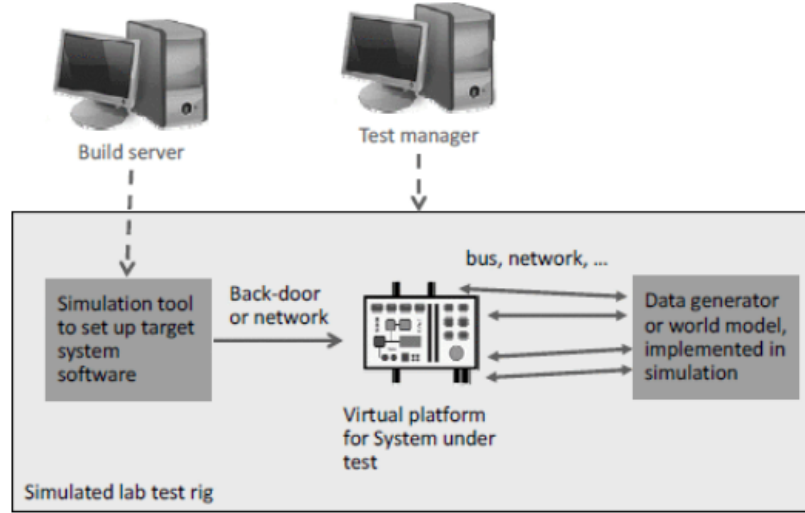 Build server
Test manager
bus, network, ...
Simulation tool
to set up target
system
software
Back-door
or network
Data generator
or world model,
implemented in
simulation
Virtual platform
for System under
test
Simulated lab test rig